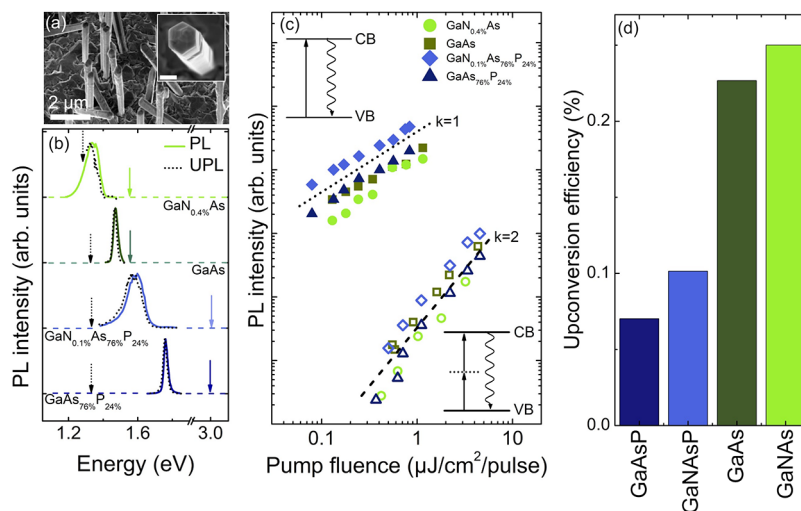 (a)
2 µm
(b)
PL
UPL
GaN0.4%As
GaAs
GaN0.1%As76%P24%
GaAs76%P24%
PL intensity (arb. units)
1.2 1.6 3.0
Energy (eV)
(c)
CB
VB
GaN0.4%As
GaAs
GaN0.1%As76%P24%
GaAs76%P24%
k=1
k=2
CB
VB
PL intensity (arb. units)
0.1 1 10
Pump fluence (µJ/cm²/pulse)
(d)
Upconversion efficiency (%)
0.2
0.1
0.0
GaAsP
GaNAsP
GaAs
GaNAs